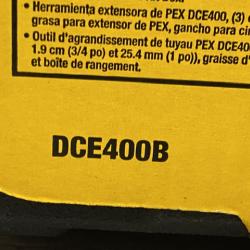 • Herramienta extensora de PEX DCE400, (3)
grasa para extensor de PEX, gancho para
• Outil d'agrandissement de tuyau PEX DCE40
1.9 cm (3/4 po) et 25.4 mm (1 po)), graisse d'
et boîte de rangement.
DCE400B